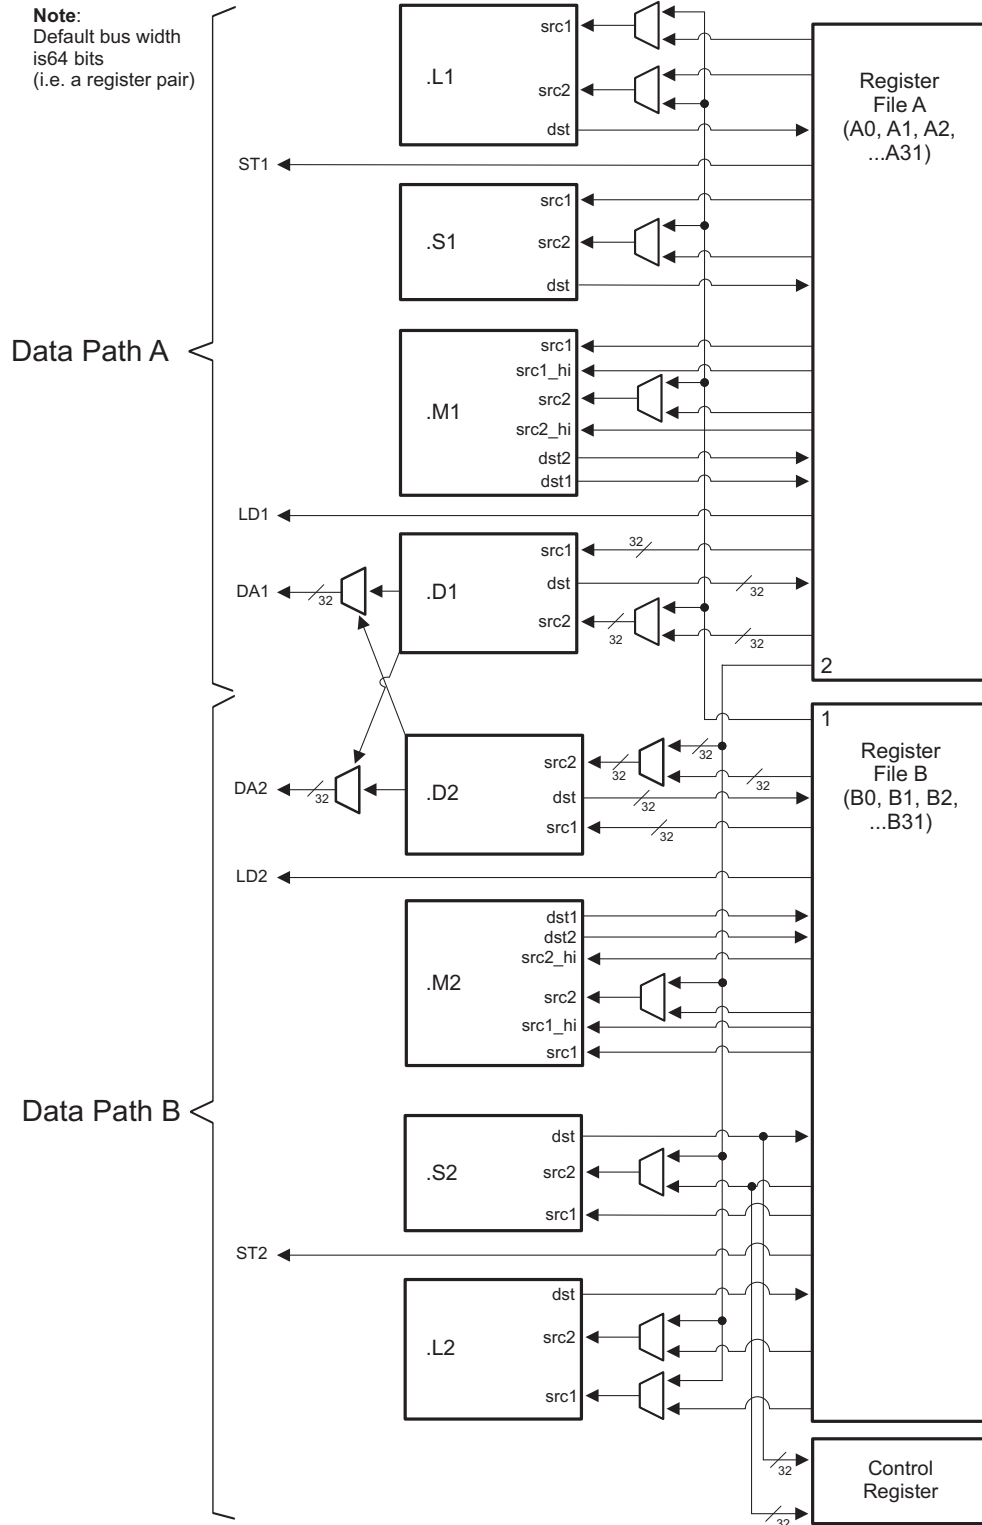 Note:
Default bus width
is64 bits
(i.e. a register pair)
src1
.L1
src2
dst
Register
File A
(A0, A1, A2,
...A31)
ST1
src1
.S1
src2
dst
Data Path A
src1
src1_hi
.M1
src2
src2_hi
dst2
dst1
LD1
src1
32
.D1
dst
32
DA1
32
src2
32
32
2
1
Register
File B
(B0, B1, B2,
...B31)
src2
32
32
32
DA2
32
.D2
dst
32
src1
32
LD2
dst1
dst2
src2_hi
.M2
src2
src1_hi
src1
Data Path B
dst
.S2
src2
src1
ST2
dst
.L2
src2
src1
32
Control
Register
32